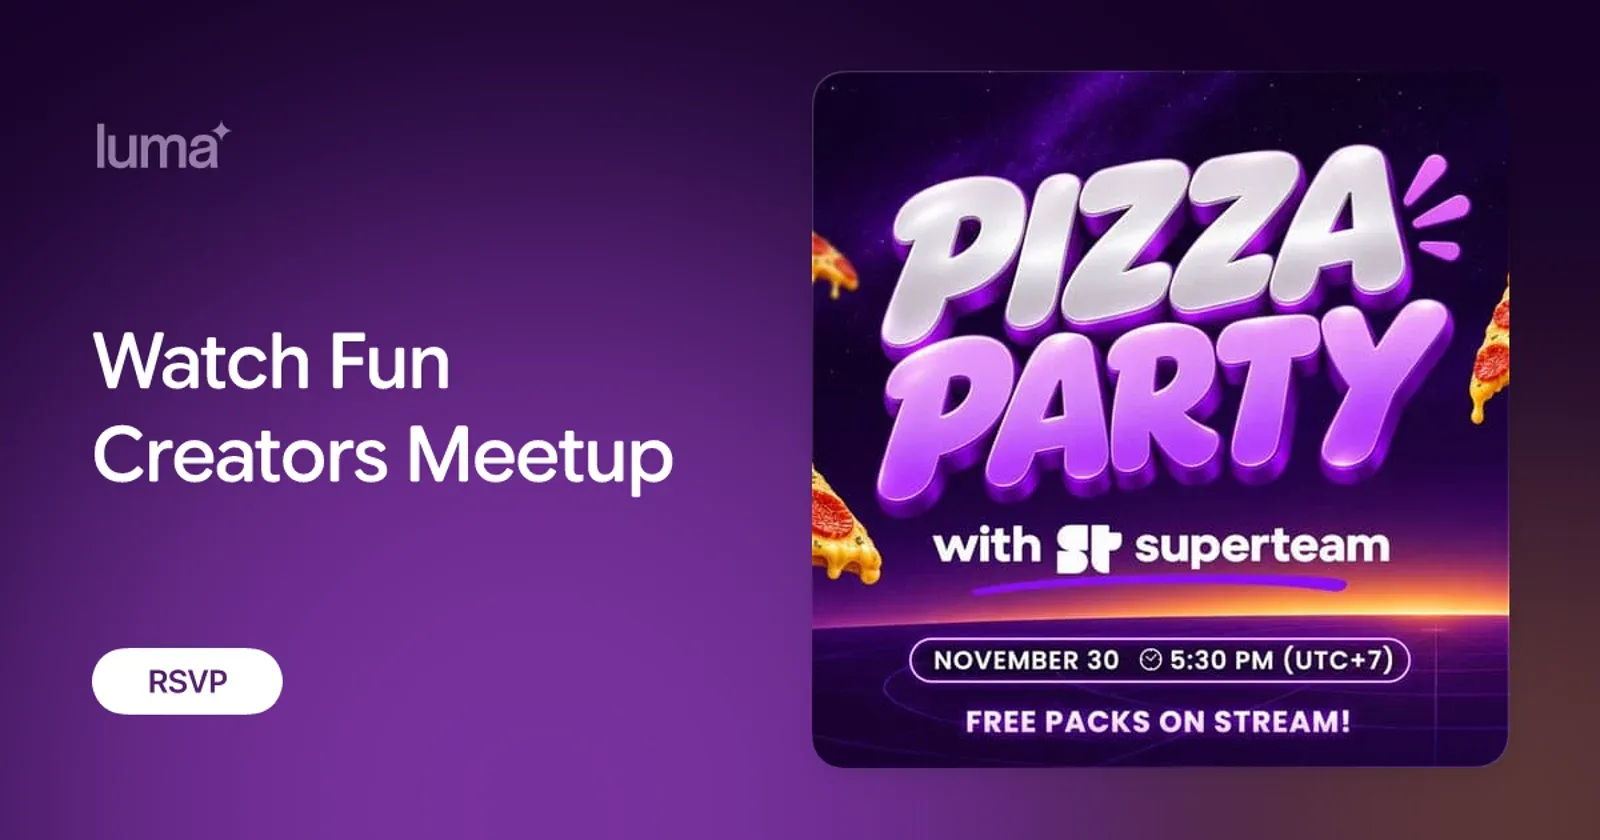 luma
Watch Fun
Creators Meetup
RSVP
PIZZA
PARTY
with st superteam
NOVEMBER 30 5:30 PM (UTC+7)
FREE PACKS ON STREAM!